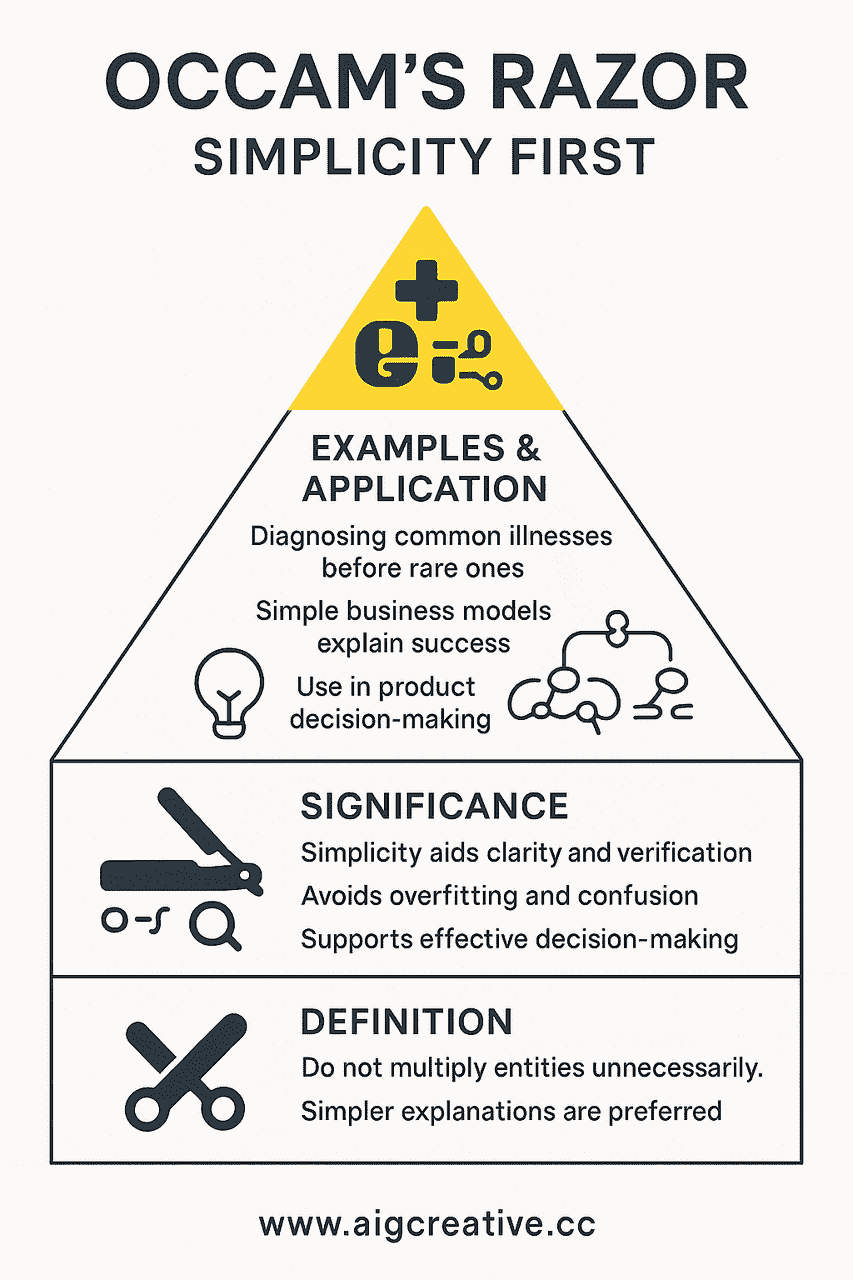 OCCAM'S RAZOR
SIMPLICITY FIRST
EXAMPLES &
APPLICATION
Diagnosing common illnesses
before rare ones
Simple business models
explain success
Use in product
decision-making
SIGNIFICANCE
Simplicity aids clarity and verification
Avoids overfitting and confusion
Supports effective decision-making
DEFINITION
Do not multiply entities unnecessarily.
Simpler explanations are preferred
www.aigcreative.cc